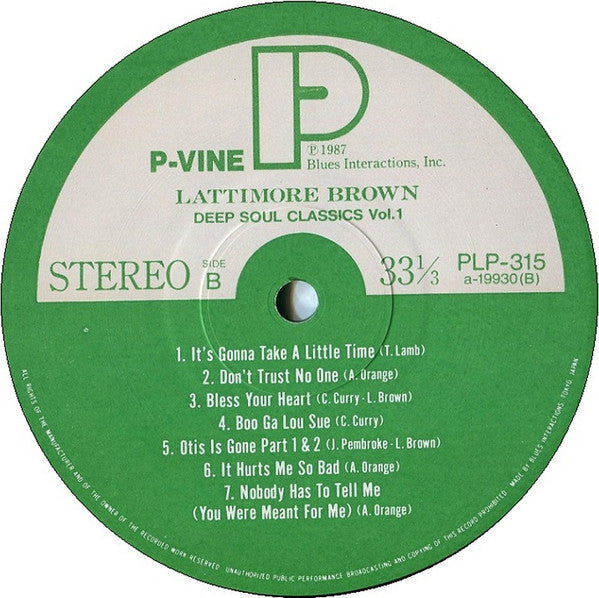 P
P-VINE
℗ 1987
Blues Interactions, Inc.
LATTIMORE BROWN
DEEP SOUL CLASSICS Vol.1
STEREO
SIDE
B
33⅓
PLP-315
a-19930(B)
1. It's Gonna Take A Little Time (T. Lamb)
2. Don't Trust No One (A. Orange)
3. Bless Your Heart (C. Curry-L. Brown)
4. Boo Ga Lou Sue (C. Curry)
5. Otis Is Gone Part 1 & 2 (J. Pembroke-L. Brown)
6. It Hurts Me So Bad (A. Orange)
7. Nobody Has To Tell Me
(You Were Meant For Me) (A. Orange)
ALL RIGHTS OF THE MANUFACTURER AND OF THE OWNER OF THE RECORDED WORK RESERVED. UNAUTHORIZED PUBLIC PERFORMANCE BROADCASTING AND COPYING OF THIS RECORD PROHIBITED. MADE BY BLUES INTERACTIONS, TOKYO, JAPAN